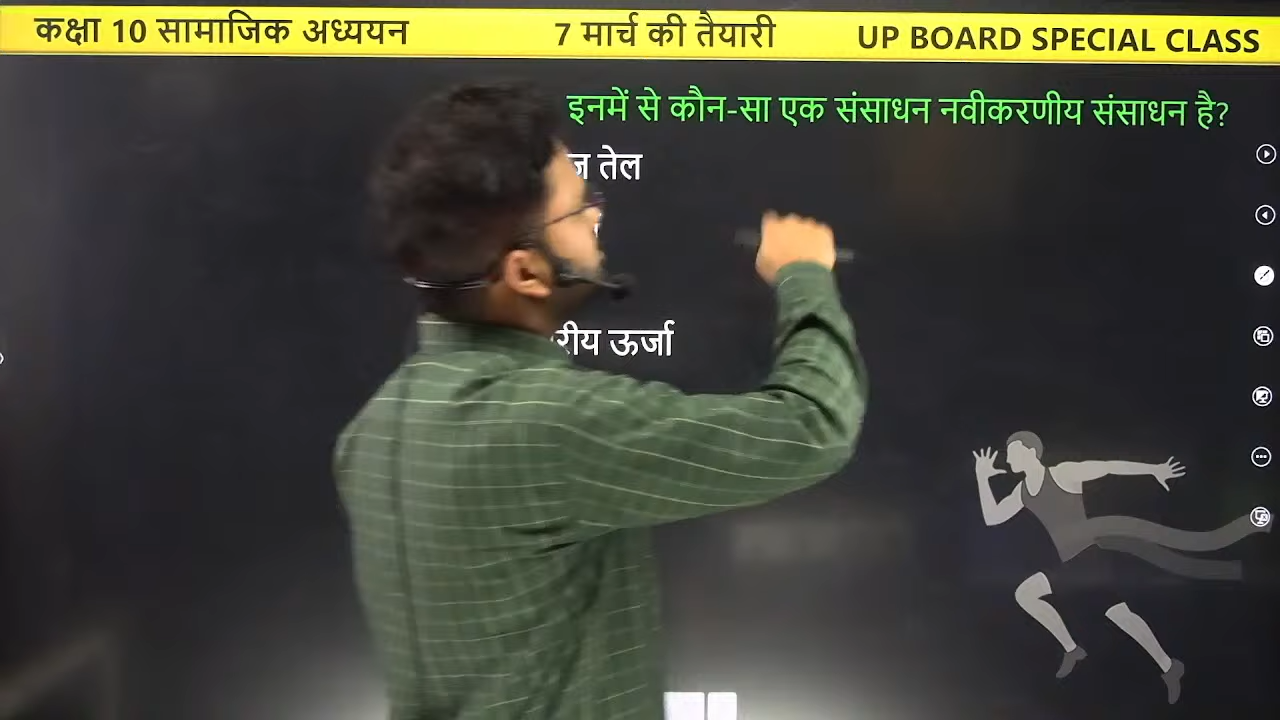 कक्षा 10 सामाजिक अध्ययन 7 मार्च की तैयारी UP BOARD SPECIAL CLASS
इनमें से कौन-सा एक संसाधन नवीकरणीय संसाधन है?
तेल
ऊर्जा